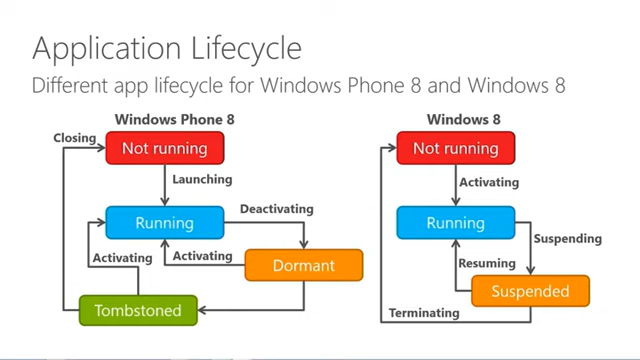 Application Lifecycle
Different app lifecycle for Windows Phone 8 and Windows 8
Windows Phone 8
Closing
Not running
Launching
Running
Deactivating
Activating
Activating
Dormant
Tombstoned
Windows 8
Not running
Activating
Running
Suspending
Resuming
Suspended
Terminating